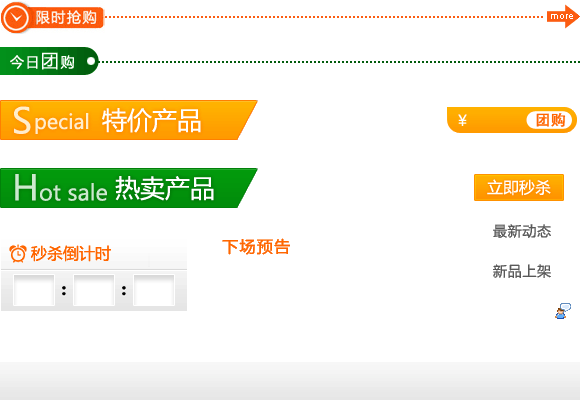 限时抢购 more
今日团购
Special 特价产品
¥ 团购
Hot sale 热卖产品
立即秒杀
最新动态
下场预告
秒杀倒计时
新品上架
: :